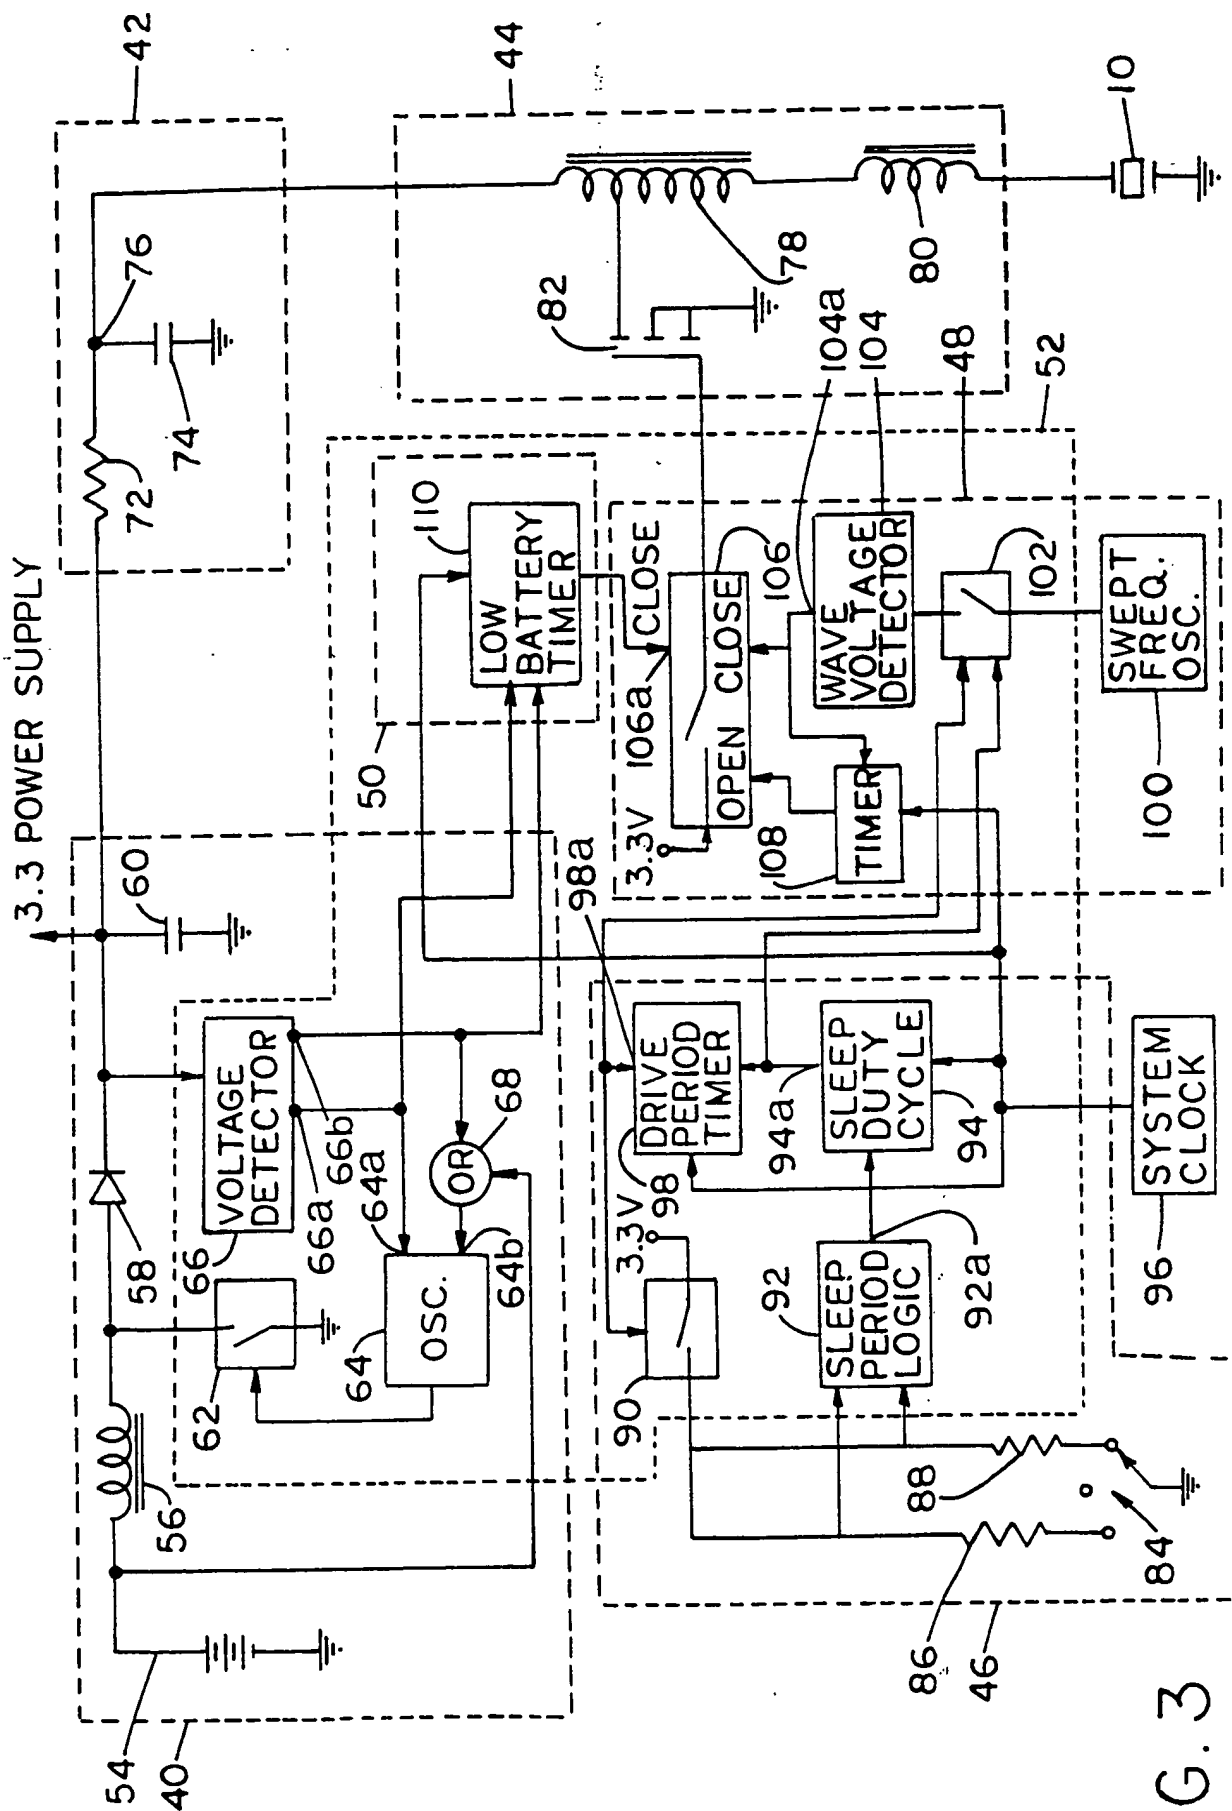 3.3 POWER SUPPLY
42
44
10
76
74
72
82
78
80
104a
104
48
52
110
LOW
BATTERY
TIMER
50
CLOSE
106
106a
OPEN CLOSE
3.3V
WAVE
VOLTAGE
DETECTOR
102
108
TIMER
SWEPT
FREQ.
OSC.
100
60
98a
DRIVE
PERIOD
TIMER
98
94a
SLEEP
DUTY
CYCLE
94
SYSTEM
CLOCK
96
58
VOLTAGE
DETECTOR
66
66a
66b
68
OR
64a
64b
OSC.
64
62
56
54
40
3.3V
90
92
SLEEP
PERIOD
LOGIC
92a
88
86
84
46
G. 3